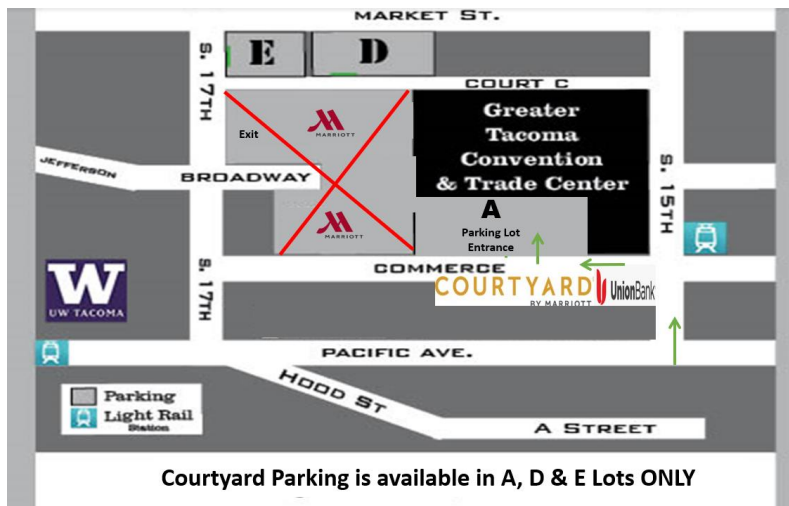 MARKET ST.
S. 17TH
E
D
COURT C
Exit
MARRIOTT
Greater
Tacoma
Convention
& Trade Center
JEFFERSON
BROADWAY
S. 15TH
A
Parking Lot
Entrance
MARRIOTT
W
UW TACOMA
S. 17TH
COMMERCE
COURTYARD
BY MARRIOTT
UnionBank
PACIFIC AVE.
HOOD ST
Parking
Light Rail
Station
A STREET
Courtyard Parking is available in A, D & E Lots ONLY